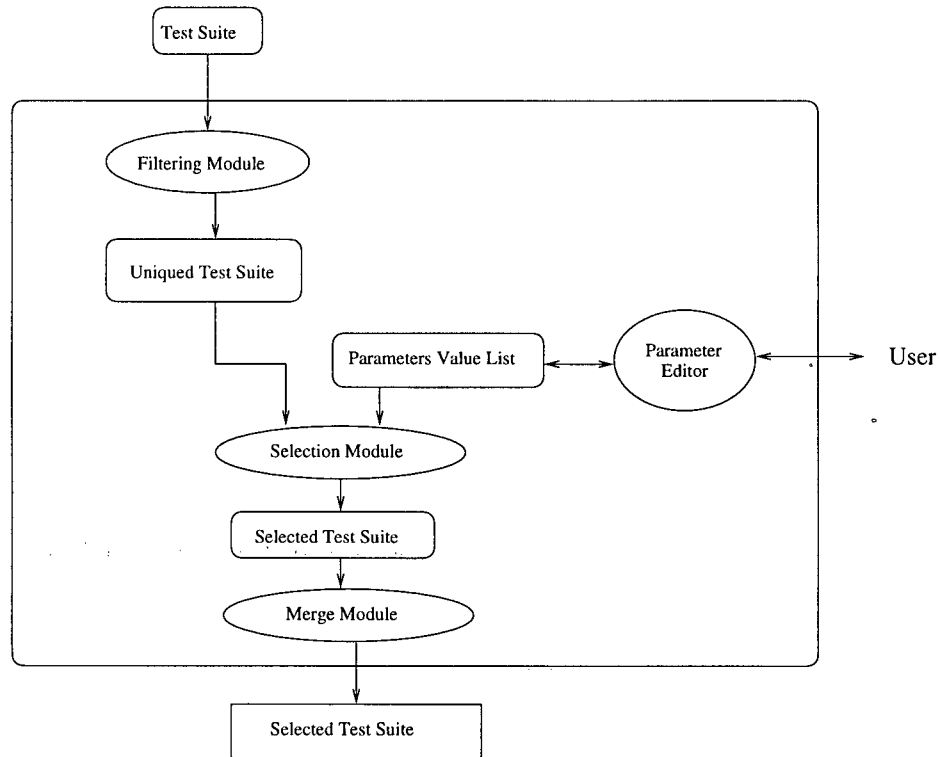 Test Suite
Filtering Module
Uniqued Test Suite
Parameters Value List
Parameter
Editor
User
Selection Module
Selected Test Suite
Merge Module
Selected Test Suite